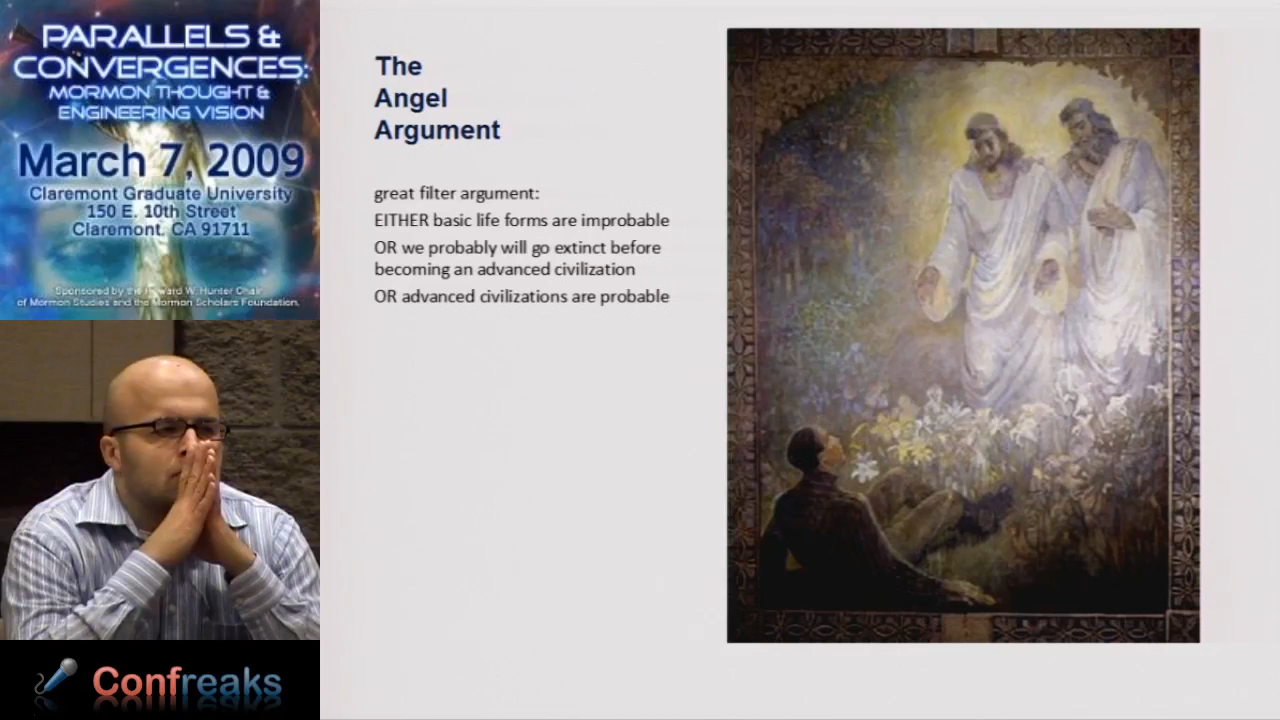 PARALLELS &
CONVERGENCES:
MORMON THOUGHT &
ENGINEERING VISION
March 7, 2009
Claremont Graduate University
150 E. 10th Street
Claremont, CA 91711
Sponsored by the Howard W. Hunter Chair
of Mormon Studies and the Mormon Scholars Foundation.
The
Angel
Argument
great filter argument:
EITHER basic life forms are improbable
OR we probably will go extinct before
becoming an advanced civilization
OR advanced civilizations are probable
Confreaks